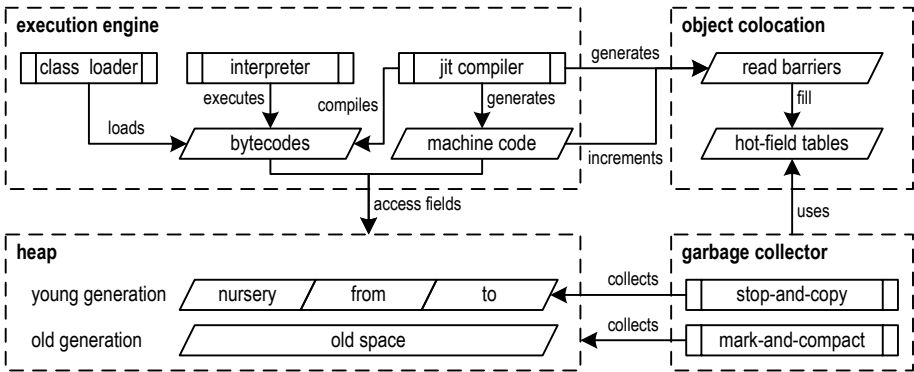 execution engine
object colocation
class loader
interpreter
jit compiler
generates
read barriers
executes
compiles
generates
fill
loads
bytecodes
machine code
increments
hot-field tables
access fields
uses
heap
garbage collector
young generation
nursery
from
to
collects
stop-and-copy
old generation
old space
collects
mark-and-compact